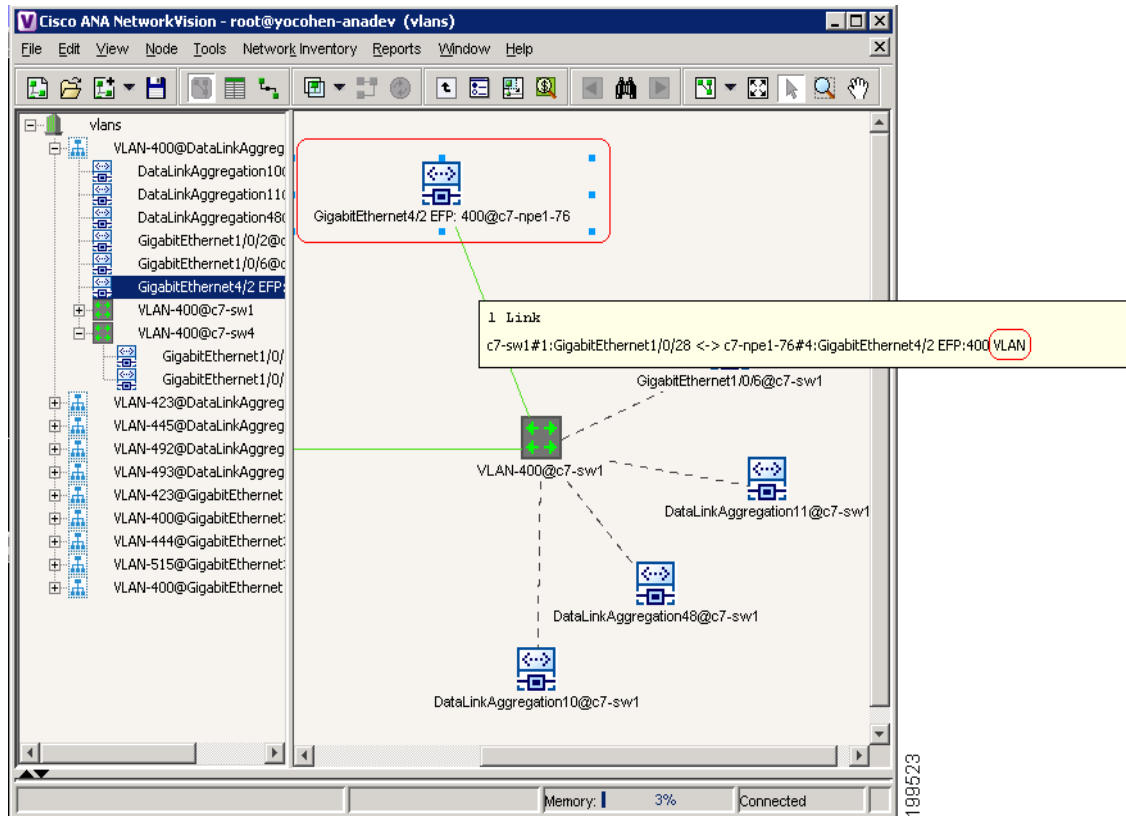 Cisco ANA NetworkVision - root@yocohen-anadev (vlans)
File Edit View Node Tools Network Inventory Reports Window Help
vlans
VLAN-400@DataLinkAggreg
DataLinkAggregation10(
DataLinkAggregation11(
DataLinkAggregation48(
GigabitEthernet1/0/2@c
GigabitEthernet1/0/6@c
GigabitEthernet4/2 EFP:
VLAN-400@c7-sw1
VLAN-400@c7-sw4
GigabitEthernet1/0/
GigabitEthernet1/0/
VLAN-423@DataLinkAggreg
VLAN-445@DataLinkAggreg
VLAN-492@DataLinkAggreg
VLAN-493@DataLinkAggreg
VLAN-423@GigabitEthernet
VLAN-400@GigabitEthernet:
VLAN-444@GigabitEthernet:
VLAN-515@GigabitEthernet:
VLAN-400@GigabitEthernet
GigabitEthernet4/2 EFP: 400@c7-npe1-76
1 Link
c7-sw1#1:GigabitEthernet1/0/28 <-> c7-npe1-76#4:GigabitEthernet4/2 EFP:400 VLAN
GigabitEthernet1/0/6@c7-sw1
VLAN-400@c7-sw1
DataLinkAggregation11@c7-sw1
DataLinkAggregation48@c7-sw1
DataLinkAggregation10@c7-sw1
Memory: 3% Connected
199523